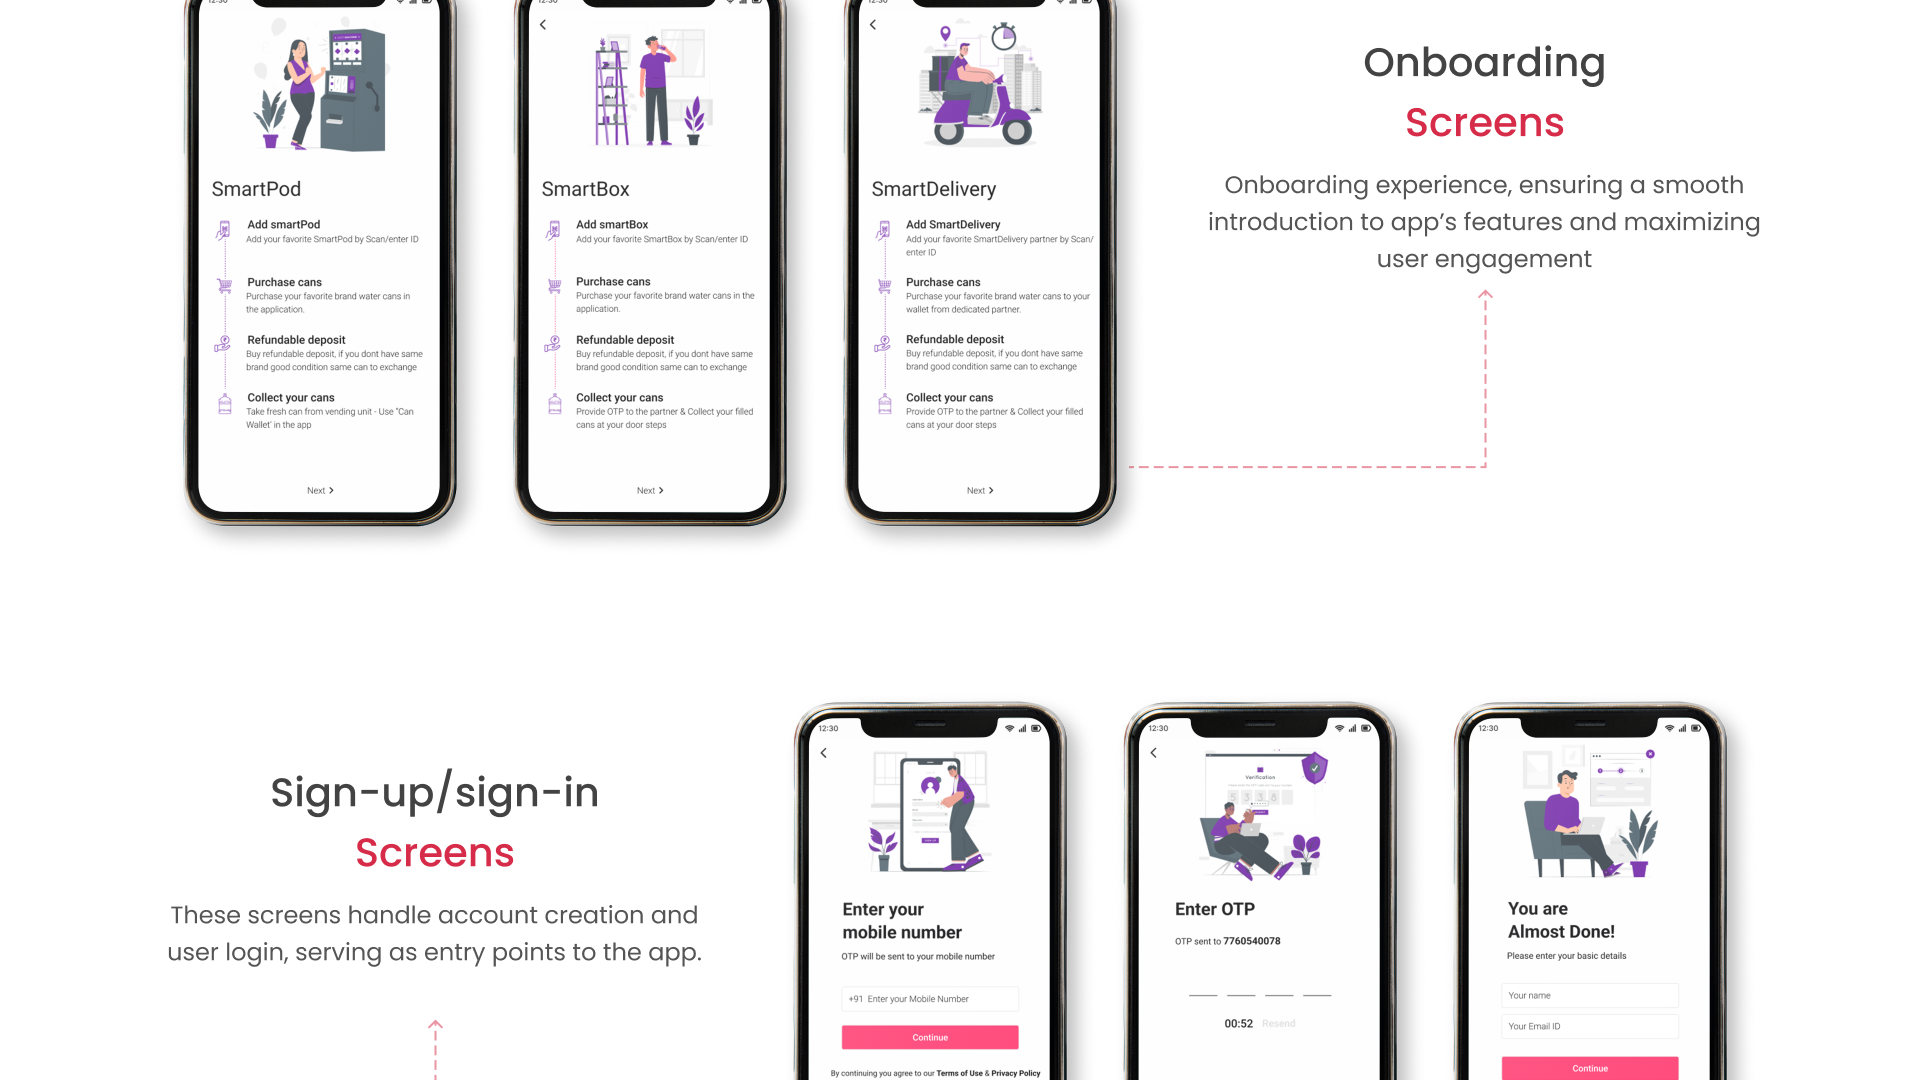 12:30
SmartPod
Add smartPod
Add your favorite SmartPod by Scan/enter ID
Purchase cans
Purchase your favorite brand water cans in
the application.
Refundable deposit
Buy refundable deposit, if you dont have same
brand good condition same can to exchange
Collect your cans
Take fresh can from vending unit - Use "Can
Wallet' in the app
Next
12:30
SmartBox
Add smartBox
Add your favorite SmartBox by Scan/enter ID
Purchase cans
Purchase your favorite brand water cans in the
application.
Refundable deposit
Buy refundable deposit, if you dont have same
brand good condition same can to exchange
Collect your cans
Provide OTP to the partner & Collect your filled
cans at your door steps
Next
12:30
SmartDelivery
Add SmartDelivery
Add your favorite SmartDelivery partner by Scan/
enter ID
Purchase cans
Purchase your favorite brand water cans to your
wallet from dedicated partner.
Refundable deposit
Buy refundable deposit, if you dont have same
brand good condition same can to exchange
Collect your cans
Provide OTP to the partner & Collect your filled
cans at your door steps
Next
Onboarding
Screens
Onboarding experience, ensuring a smooth
introduction to app’s features and maximizing
user engagement
Sign-up/sign-in
Screens
These screens handle account creation and
user login, serving as entry points to the app.
12:30
SIGN UP
Enter your
mobile number
OTP will be sent to your mobile number
+91 Enter your Mobile Number
Continue
By continuing you agree to our Terms of Use & Privacy Policy
12:30
Verification
5 3 3 6
Enter OTP
OTP sent to 7760540078
00:52 Resend
12:30
You are
Almost Done!
Please enter your basic details
Your name
Your Email ID
Continue